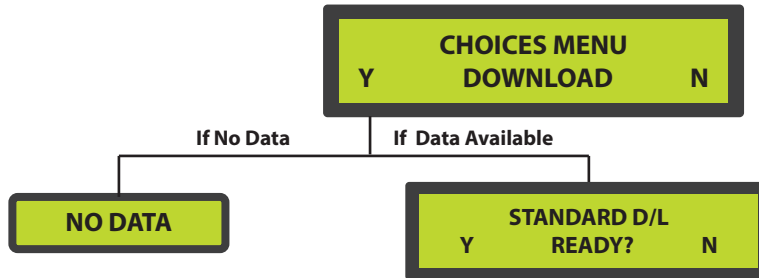 CHOICES MENU
Y DOWNLOAD N
If No Data If Data Available
NO DATA
STANDARD D/L
Y READY? N